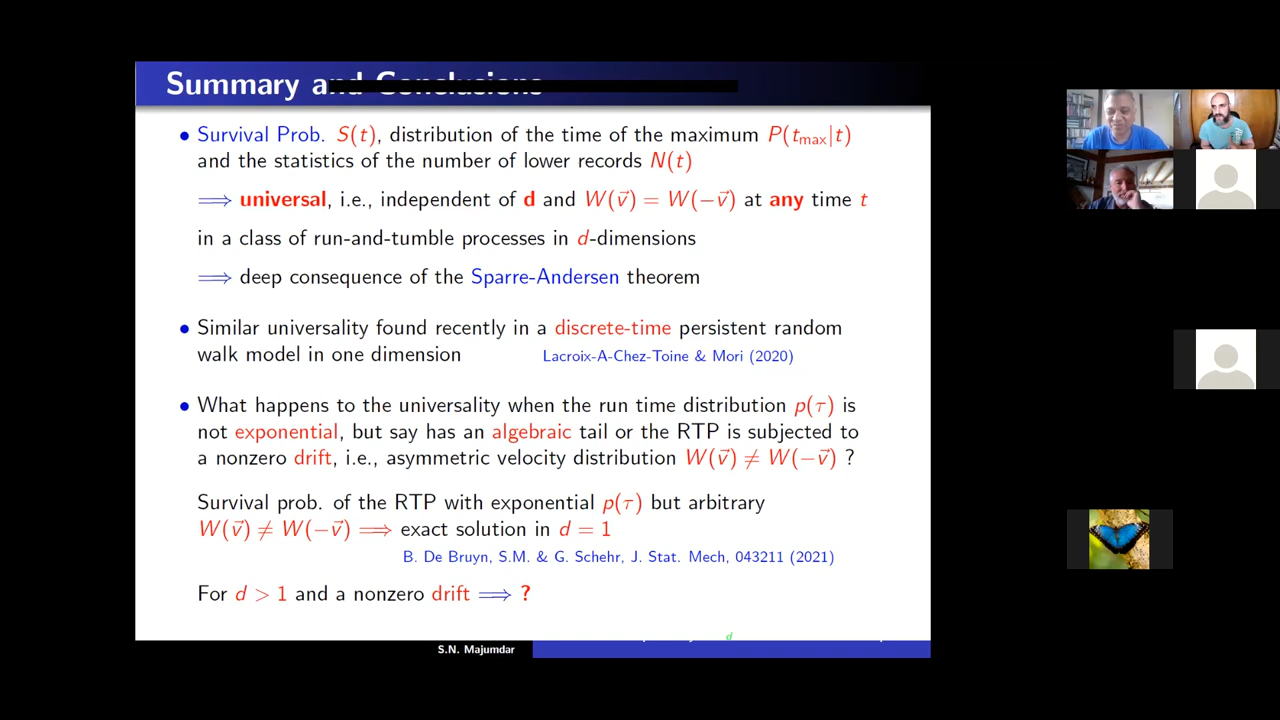 Summary and Conclusions
• Survival Prob. S(t), distribution of the time of the maximum P(t_max|t)
and the statistics of the number of lower records N(t)
⟹ universal, i.e., independent of d and W(v⃗) = W(−v⃗) at any time t
in a class of run-and-tumble processes in d-dimensions
⟹ deep consequence of the Sparre-Andersen theorem
• Similar universality found recently in a discrete-time persistent random
walk model in one dimension Lacroix-A-Chez-Toine & Mori (2020)
• What happens to the universality when the run time distribution p(τ) is
not exponential, but say has an algebraic tail or the RTP is subjected to
a nonzero drift, i.e., asymmetric velocity distribution W(v⃗) ≠ W(−v⃗) ?
Survival prob. of the RTP with exponential p(τ) but arbitrary
W(v⃗) ≠ W(−v⃗) ⟹ exact solution in d = 1
B. De Bruyn, S.M. & G. Schehr, J. Stat. Mech, 043211 (2021)
For d > 1 and a nonzero drift ⟹ ?
d
S.N. Majumdar